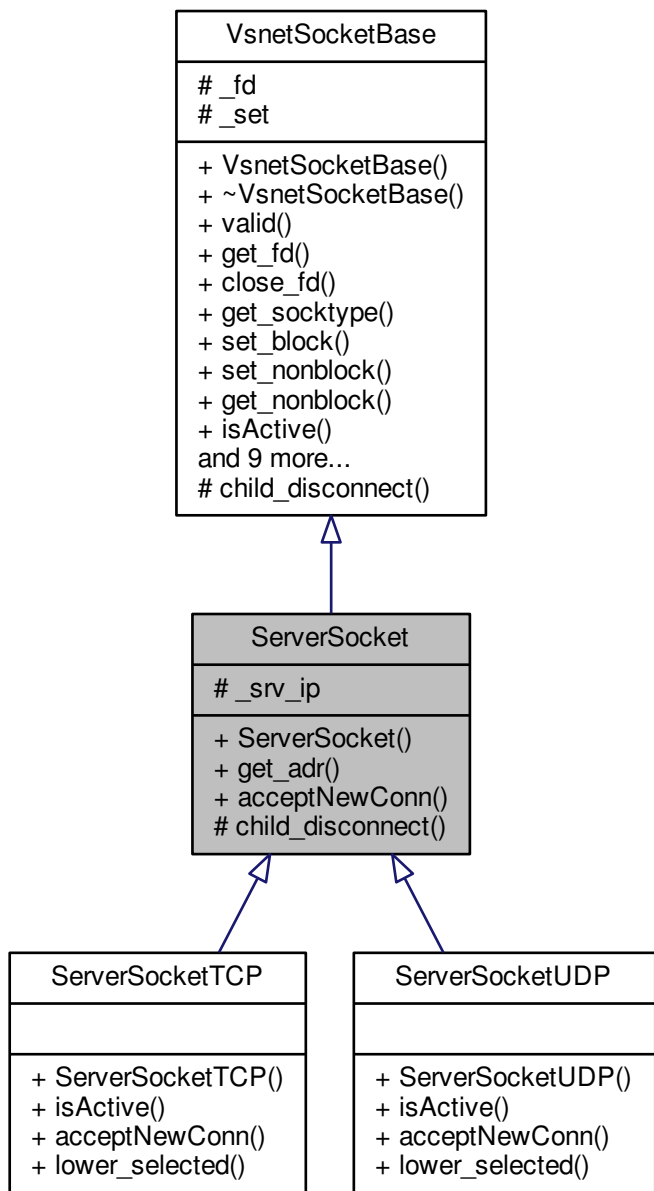 VsnetSocketBase
# _fd
# _set
+ VsnetSocketBase()
+ ~VsnetSocketBase()
+ valid()
+ get_fd()
+ close_fd()
+ get_socktype()
+ set_block()
+ set_nonblock()
+ get_nonblock()
+ isActive()
and 9 more...
# child_disconnect()
ServerSocket
# _srv_ip
+ ServerSocket()
+ get_adr()
+ acceptNewConn()
# child_disconnect()
ServerSocketTCP
+ ServerSocketTCP()
+ isActive()
+ acceptNewConn()
+ lower_selected()
ServerSocketUDP
+ ServerSocketUDP()
+ isActive()
+ acceptNewConn()
+ lower_selected()